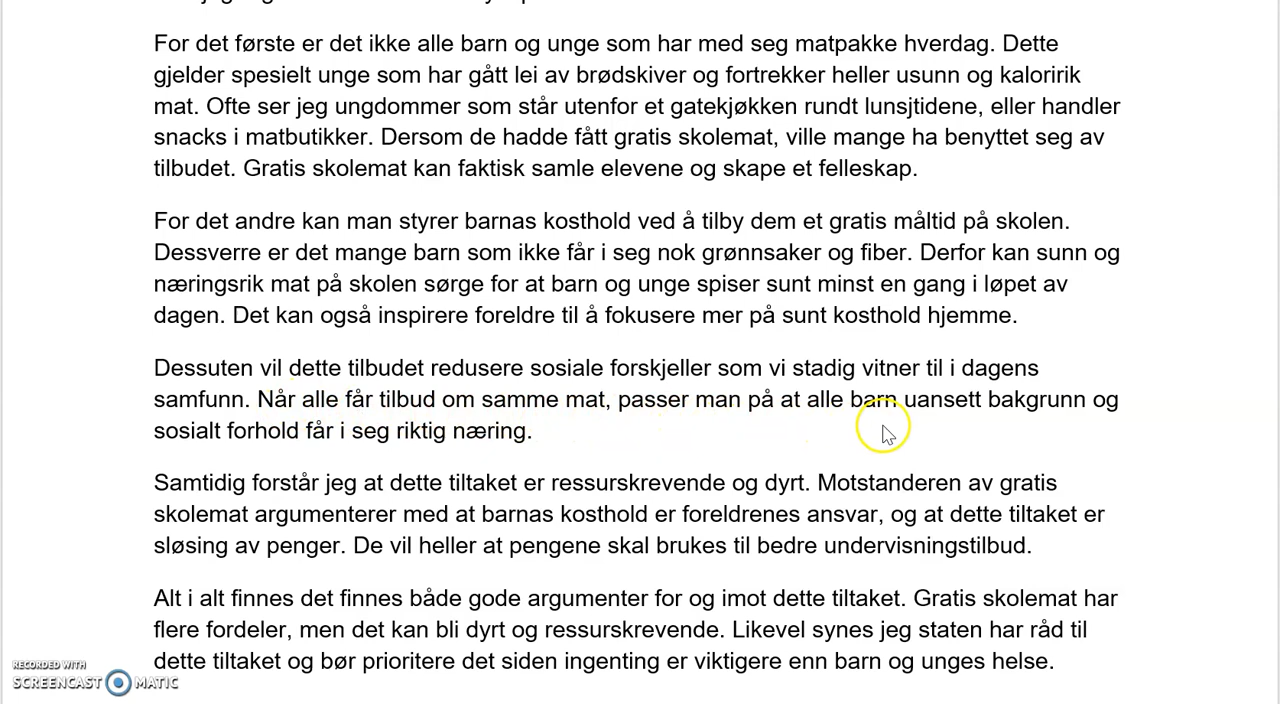 For det første er det ikke alle barn og unge som har med seg matpakke hverdag. Dette
gjelder spesielt unge som har gått lei av brødskiver og fortrekker heller usunn og kaloririk
mat. Ofte ser jeg ungdommer som står utenfor et gatekjøkken rundt lunsjtidene, eller handler
snacks i matbutikker. Dersom de hadde fått gratis skolemat, ville mange ha benyttet seg av
tilbudet. Gratis skolemat kan faktisk samle elevene og skape et felleskap.
For det andre kan man styrer barnas kosthold ved å tilby dem et gratis måltid på skolen.
Dessverre er det mange barn som ikke får i seg nok grønnsaker og fiber. Derfor kan sunn og
næringsrik mat på skolen sørge for at barn og unge spiser sunt minst en gang i løpet av
dagen. Det kan også inspirere foreldre til å fokusere mer på sunt kosthold hjemme.
Dessuten vil dette tilbudet redusere sosiale forskjeller som vi stadig vitner til i dagens
samfunn. Når alle får tilbud om samme mat, passer man på at alle barn uansett bakgrunn og
sosialt forhold får i seg riktig næring.
Samtidig forstår jeg at dette tiltaket er ressurskrevende og dyrt. Motstanderen av gratis
skolemat argumenterer med at barnas kosthold er foreldrenes ansvar, og at dette tiltaket er
sløsing av penger. De vil heller at pengene skal brukes til bedre undervisningstilbud.
Alt i alt finnes det finnes både gode argumenter for og imot dette tiltaket. Gratis skolemat har
flere fordeler, men det kan bli dyrt og ressurskrevende. Likevel synes jeg staten har råd til
dette tiltaket og bør prioritere det siden ingenting er viktigere enn barn og unges helse.
RECORDED WITH
SCREENCAST MATIC